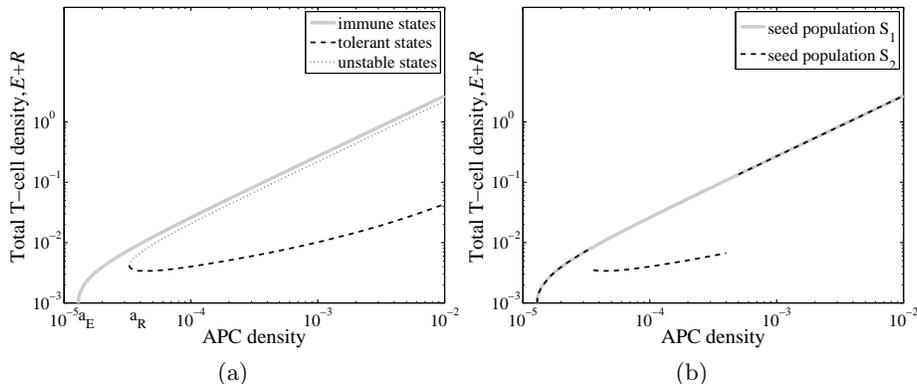 immune states
tolerant states
unstable states
Total T−cell density, E+R
10^0
10^−1
10^−2
10^−3
10^−5 a_E a_R 10^−4 10^−3 10^−2
APC density
(a)
seed population S_1
seed population S_2
Total T−cell density, E+R
10^0
10^−1
10^−2
10^−3
10^−5 10^−4 10^−3 10^−2
APC density
(b)